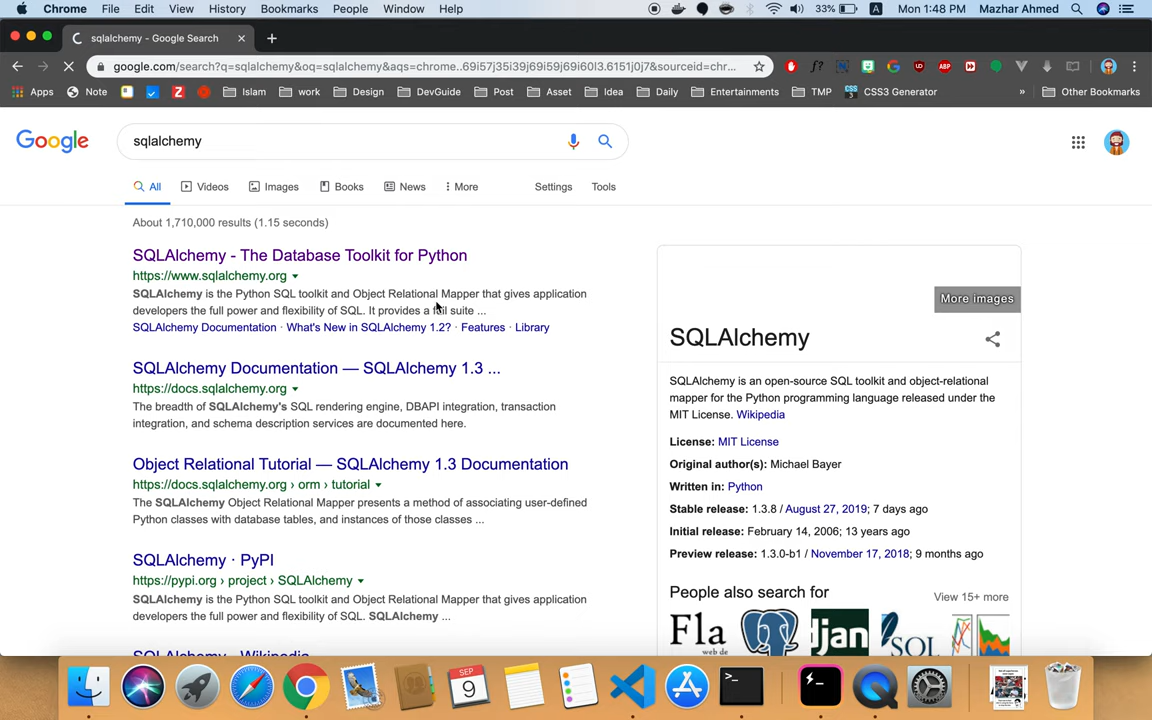 Chrome File Edit View History Bookmarks People Window Help 33% A Mon 1:48 PM Mazhar Ahmed
sqlalchemy - Google Search
google.com/search?q=sqlalchemy&oq=sqlalchemy&aqs=chrome..69i57j35i39j69i59j69i60l3.6151j0j7&sourceid=chr...
Apps Note Islam work Design DevGuide Post Asset Idea Daily Entertainments TMP CSS3 Generator » Other Bookmarks
Google sqlalchemy
All Videos Images Books News More Settings Tools
About 1,710,000 results (1.15 seconds)
SQLAlchemy - The Database Toolkit for Python
https://www.sqlalchemy.org
SQLAlchemy is the Python SQL toolkit and Object Relational Mapper that gives application
developers the full power and flexibility of SQL. It provides a full suite ...
SQLAlchemy Documentation · What's New in SQLAlchemy 1.2? · Features · Library
SQLAlchemy Documentation — SQLAlchemy 1.3 ...
https://docs.sqlalchemy.org
The breadth of SQLAlchemy's SQL rendering engine, DBAPI integration, transaction
integration, and schema description services are documented here.
Object Relational Tutorial — SQLAlchemy 1.3 Documentation
https://docs.sqlalchemy.org › orm › tutorial
The SQLAlchemy Object Relational Mapper presents a method of associating user-defined
Python classes with database tables, and instances of those classes ...
SQLAlchemy · PyPI
https://pypi.org › project › SQLAlchemy
SQLAlchemy is the Python SQL toolkit and Object Relational Mapper that gives application
developers the full power and flexibility of SQL. SQLAlchemy ...
SQLAlchemy - Wikipedia
More images
SQLAlchemy
SQLAlchemy is an open-source SQL toolkit and object-relational
mapper for the Python programming language released under the
MIT License. Wikipedia
License: MIT License
Original author(s): Michael Bayer
Written in: Python
Stable release: 1.3.8 / August 27, 2019; 7 days ago
Initial release: February 14, 2006; 13 years ago
Preview release: 1.3.0-b1 / November 17, 2018; 9 months ago
People also search for View 15+ more
Fla
web de
djan
SQL
SEP
9